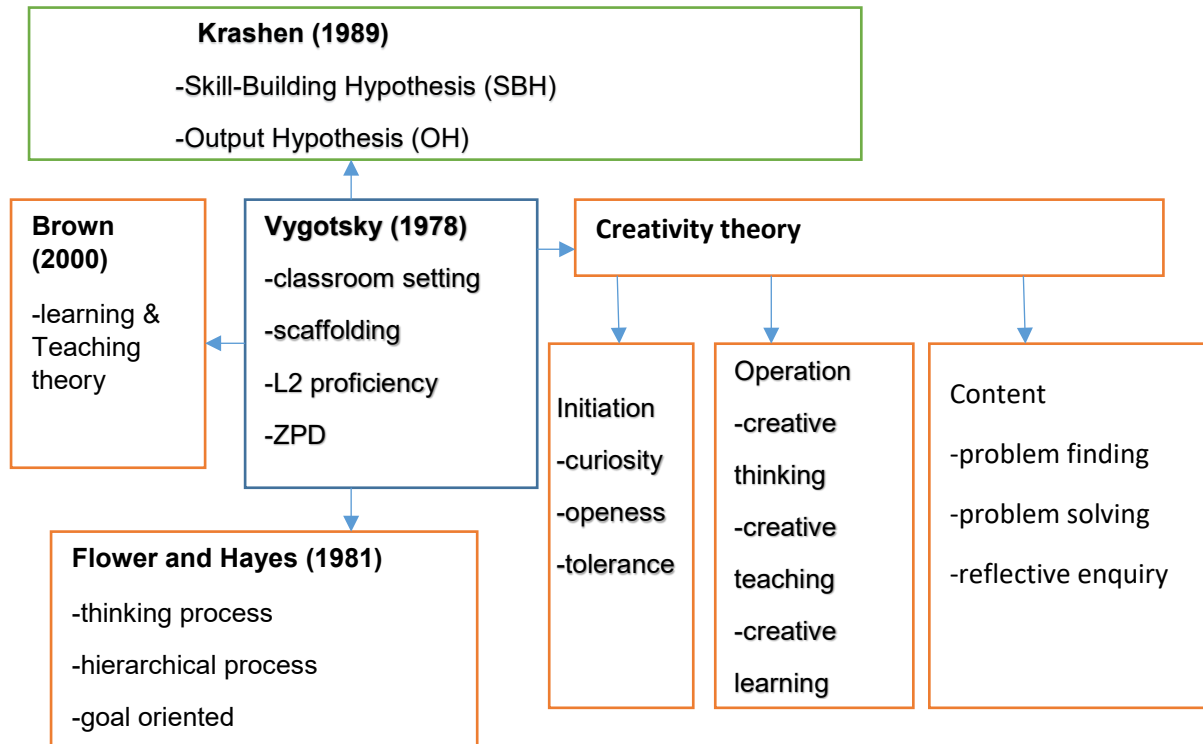 Krashen (1989)
-Skill-Building Hypothesis (SBH)
-Output Hypothesis (OH)
Brown
(2000)
-learning &
Teaching
theory
Vygotsky (1978)
-classroom setting
-scaffolding
-L2 proficiency
-ZPD
Creativity theory
Initiation
-curiosity
-openess
-tolerance
Operation
-creative
thinking
-creative
teaching
-creative
learning
Content
-problem finding
-problem solving
-reflective enquiry
Flower and Hayes (1981)
-thinking process
-hierarchical process
-goal oriented